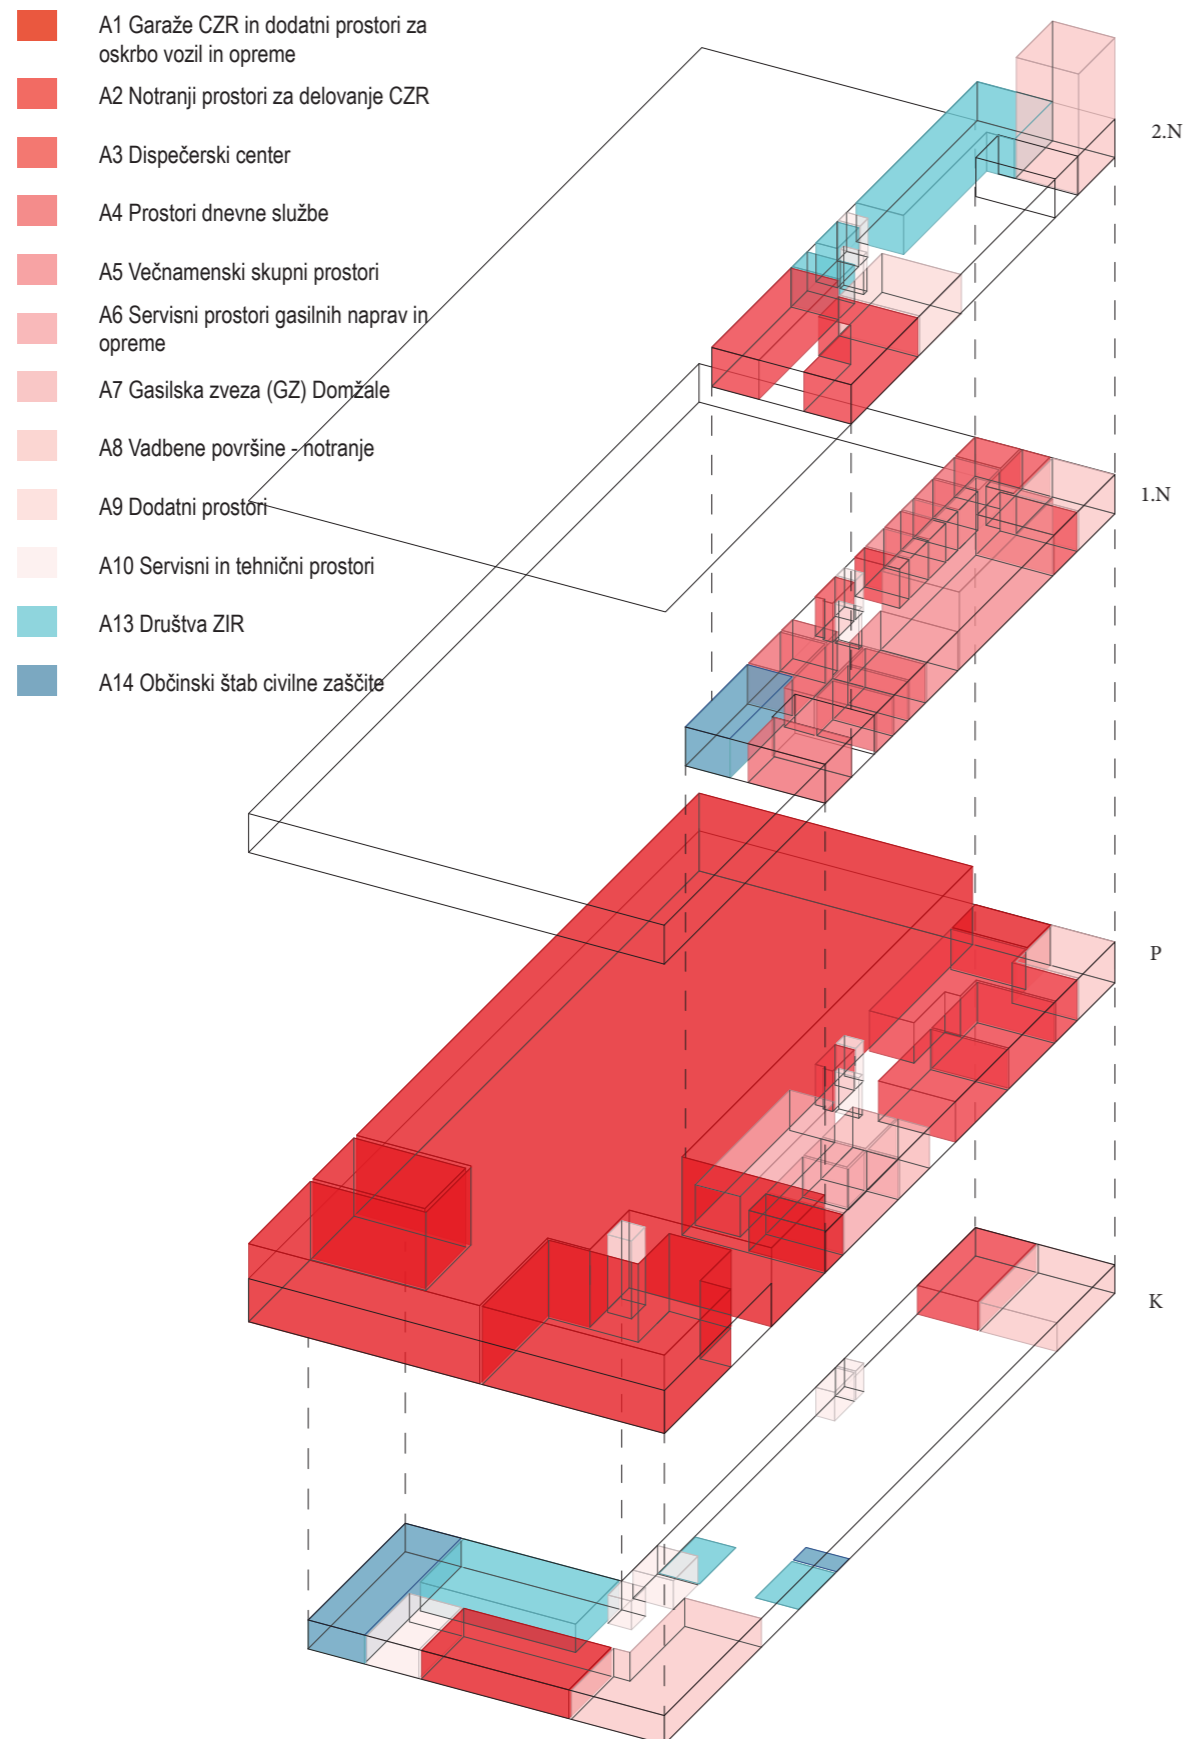 A1 Garaže CZR in dodatni prostori za
oskrbo vozil in opreme
A2 Notranji prostori za delovanje CZR
A3 Dispečerski center
A4 Prostori dnevne službe
A5 Večnamenski skupni prostori
A6 Servisni prostori gasilnih naprav in
opreme
A7 Gasilska zveza (GZ) Domžale
A8 Vadbene površine - notranje
A9 Dodatni prostori
A10 Servisni in tehnični prostori
A13 Društva ZIR
A14 Občinski štab civilne zaščite
2.N
1.N
P
K